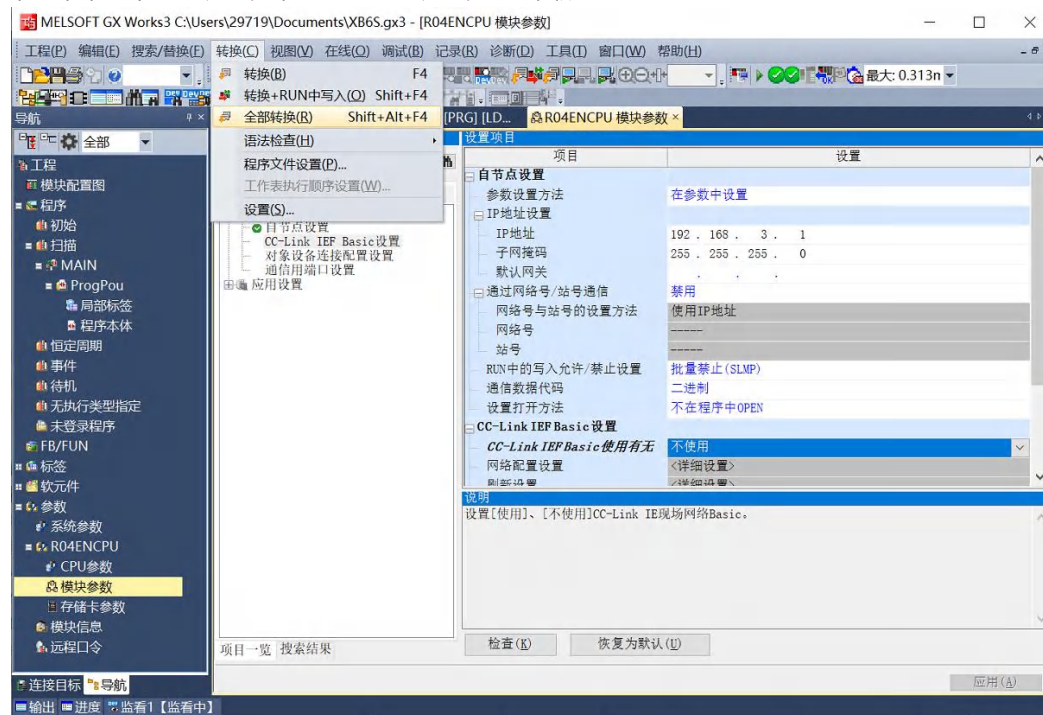 MELSOFT GX Works3 C:\Users\29719\Documents\XB6S.gx3 - [R04ENCPU 模块参数]
工程(P) 编辑(E) 搜索/替换(F) 转换(C) 视图(V) 在线(O) 调试(B) 记录(R) 诊断(D) 工具(T) 窗口(W) 帮助(H)
最大: 0.313n
转换(B) F4
转换+RUN中写入(O) Shift+F4
全部转换(R) Shift+Alt+F4
语法检查(H)
程序文件设置(P)...
工作表执行顺序设置(W)...
设置(S)...
导航
全部
工程
模块配置图
程序
初始
扫描
MAIN
ProgPou
局部标签
程序本体
恒定周期
事件
待机
无执行类型指定
未登录程序
FB/FUN
标签
软元件
参数
系统参数
R04ENCPU
CPU参数
模块参数
存储卡参数
模块信息
远程口令
连接目标 导航
输出 进度 监看1【监看中】
[PRG] [LD... R04ENCPU 模块参数
自节点设置
CC-Link IEF Basic设置
对象设备连接配置设置
通信用端口设置
应用设置
项目一览 搜索结果
设置项目
项目 设置
自节点设置
参数设置方法 在参数中设置
IP地址设置
IP地址 192 . 168 . 3 . 1
子网掩码 255 . 255 . 255 . 0
默认网关 . . .
通过网络号/站号通信 禁用
网络号与站号的设置方法 使用IP地址
网络号 -----
站号 -----
RUN中的写入允许/禁止设置 批量禁止(SLMP)
通信数据代码 二进制
设置打开方法 不在程序中OPEN
CC-Link IEF Basic设置
CC-Link IEF Basic使用有无 不使用
网络配置设置 <详细设置>
刷新设置 <详细设置>
说明
设置[使用]、[不使用]CC-Link IE现场网络Basic。
检查(K) 恢复为默认(U)
应用(A)